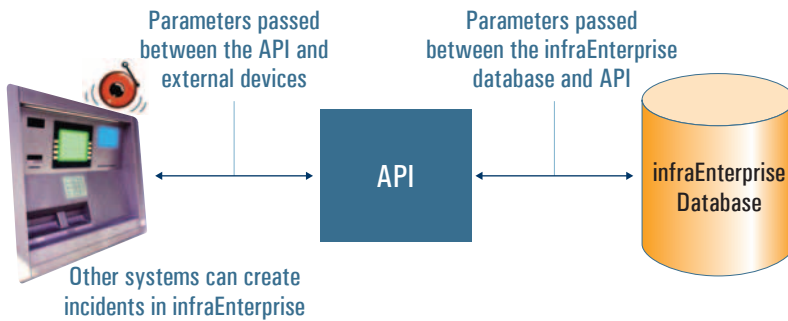 Parameters passed
between the API and
external devices
Parameters passed
between the infraEnterprise
database and API
API
infraEnterprise
Database
Other systems can create
incidents in infraEnterprise